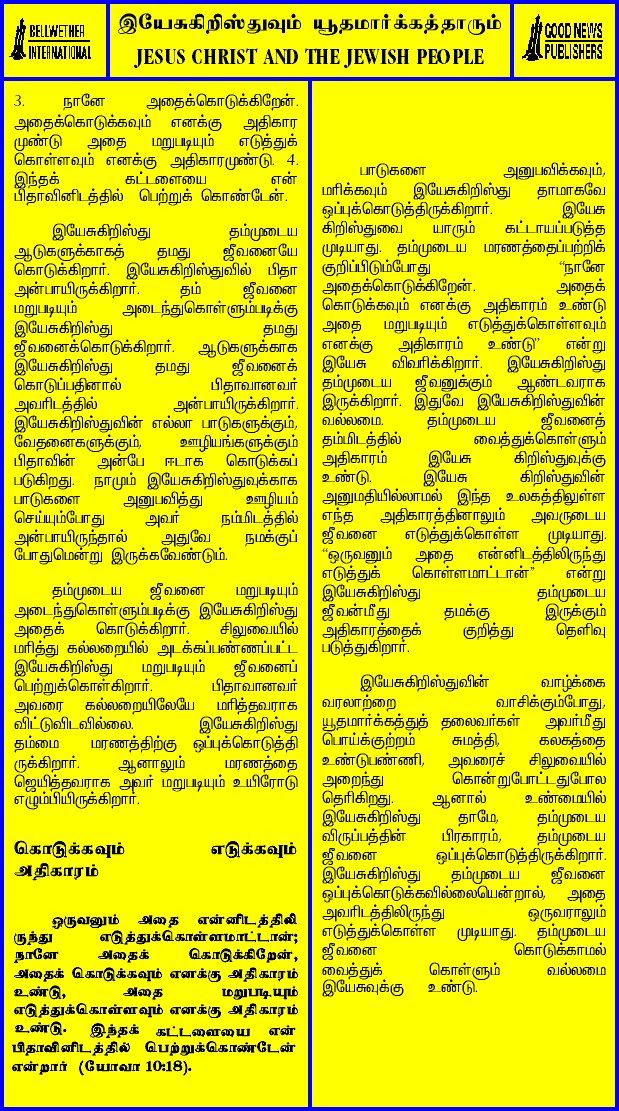 BELLWETHER
INTERNATIONAL
இயேசுகிறிஸ்துவும் யூதமார்க்கத்தாரும்
JESUS CHRIST AND THE JEWISH PEOPLE
GOOD NEWS
PUBLISHERS
3. நானே அதைக்கொடுக்கிறேன்.
அதைக்கொடுக்கவும் எனக்கு அதிகார
முண்டு அதை மறுபடியும் எடுத்துக்
கொள்ளவும் எனக்கு அதிகாரமுண்டு. 4.
இந்தக் கட்டளையை என்
பிதாவினிடத்தில் பெற்றுக் கொண்டேன்.
இயேசுகிறிஸ்து தம்முடைய
ஆடுகளுக்காகத் தமது ஜீவனையே
கொடுக்கிறார். இயேசுகிறிஸ்துவில் பிதா
அன்பாயிருக்கிறார். தம் ஜீவனை
மறுபடியும் அடைந்துகொள்ளும்படிக்கு
இயேசுகிறிஸ்து தமது
ஜீவனைக்கொடுக்கிறார். ஆடுகளுக்காக
இயேசுகிறிஸ்து தமது ஜீவனைக்
கொடுப்பதினால் பிதாவானவர்
அவரிடத்தில் அன்பாயிருக்கிறார்.
இயேசுகிறிஸ்துவின் எல்லா பாடுகளுக்கும்,
வேதனைகளுக்கும், ஊழியங்களுக்கும்
பிதாவின் அன்பே ஈடாக கொடுக்கப்
படுகிறது. நாமும் இயேசுகிறிஸ்துவுக்காக
பாடுகளை அனுபவித்து ஊழியம்
செய்யும்போது அவர் நம்மிடத்தில்
அன்பாயிருந்தால் அதுவே நமக்குப்
போதுமென்று இருக்கவேண்டும்.
தம்முடைய ஜீவனை மறுபடியும்
அடைந்துகொள்ளும்படிக்கு இயேசுகிறிஸ்து
அதைக் கொடுக்கிறார். சிலுவையில்
மரித்து கல்லறையில் அடக்கப்பண்ணப்பட்ட
இயேசுகிறிஸ்து மறுபடியும் ஜீவனைப்
பெற்றுக்கொள்கிறார். பிதாவானவர்
அவரை கல்லறையிலேயே மரித்தவராக
விட்டுவிடவில்லை. இயேசுகிறிஸ்து
தம்மை மரணத்திற்கு ஒப்புக்கொடுத்தி
ருக்கிறார். ஆனாலும் மரணத்தை
ஜெயித்தவராக அவர் மறுபடியும் உயிரோடு
எழும்பியிருக்கிறார்.
கொடுக்கவும் எடுக்கவும்
அதிகாரம்
ஒருவனும் அதை என்னிடத்திலி
ருந்து எடுத்துக்கொள்ளமாட்டான்;
நானே அதைக் கொடுக்கிறேன்,
அதைக் கொடுக்கவும் எனக்கு அதிகாரம்
உண்டு, அதை மறுபடியும்
எடுத்துக்கொள்ளவும் எனக்கு அதிகாரம்
உண்டு. இந்தக் கட்டளையை என்
பிதாவினிடத்தில் பெற்றுக்கொண்டேன்
என்றார் (யோவா 10:18).
பாடுகளை அனுபவிக்கவும்,
மரிக்கவும் இயேசுகிறிஸ்து தாமாகவே
ஒப்புக்கொடுத்திருக்கிறார். இயேசு
கிறிஸ்துவை யாரும் கட்டாயப்படுத்த
முடியாது. தம்முடைய மரணத்தைப்பற்றிக்
குறிப்பிடும்போது “நானே
அதைக்கொடுக்கிறேன். அதைக்
கொடுக்கவும் எனக்கு அதிகாரம் உண்டு
அதை மறுபடியும் எடுத்துக்கொள்ளவும்
எனக்கு அதிகாரம் உண்டு” என்று
இயேசு விவரிக்கிறார். இயேசுகிறிஸ்து
தம்முடைய ஜீவனுக்கும் ஆண்டவராக
இருக்கிறார். இதுவே இயேசுகிறிஸ்துவின்
வல்லமை. தம்முடைய ஜீவனைத்
தம்மிடத்தில் வைத்துக்கொள்ளும்
அதிகாரம் இயேசு கிறிஸ்துவுக்கு
உண்டு. இயேசு கிறிஸ்துவின்
அனுமதியில்லாமல் இந்த உலகத்திலுள்ள
எந்த அதிகாரத்தினாலும் அவருடைய
ஜீவனை எடுத்துக்கொள்ள முடியாது.
“ஒருவனும் அதை என்னிடத்திலிருந்து
எடுத்துக் கொள்ளமாட்டான்” என்று
இயேசுகிறிஸ்து தம்முடைய
ஜீவன்மீது தமக்கு இருக்கும்
அதிகாரத்தைக் குறித்து தெளிவு
படுத்துகிறார்.
இயேசுகிறிஸ்துவின் வாழ்க்கை
வரலாற்றை வாசிக்கும்போது,
யூதமார்க்கத்துத் தலைவர்கள் அவர்மீது
பொய்க்குற்றம் சுமத்தி, கலகத்தை
உண்டுபண்ணி, அவரைச் சிலுவையில்
அறைந்து கொன்றுபோட்டதுபோல
தெரிகிறது. ஆனால் உண்மையில்
இயேசுகிறிஸ்து தாமே, தம்முடைய
விருப்பத்தின் பிரகாரம், தம்முடைய
ஜீவனை ஒப்புக்கொடுத்திருக்கிறார்.
இயேசுகிறிஸ்து தம்முடைய ஜீவனை
ஒப்புக்கொடுக்கவில்லையென்றால், அதை
அவரிடத்திலிருந்து ஒருவராலும்
எடுத்துக்கொள்ள முடியாது. தம்முடைய
ஜீவனை கொடுக்காமல்
வைத்துக் கொள்ளும் வல்லமை
இயேசுவுக்கு உண்டு.